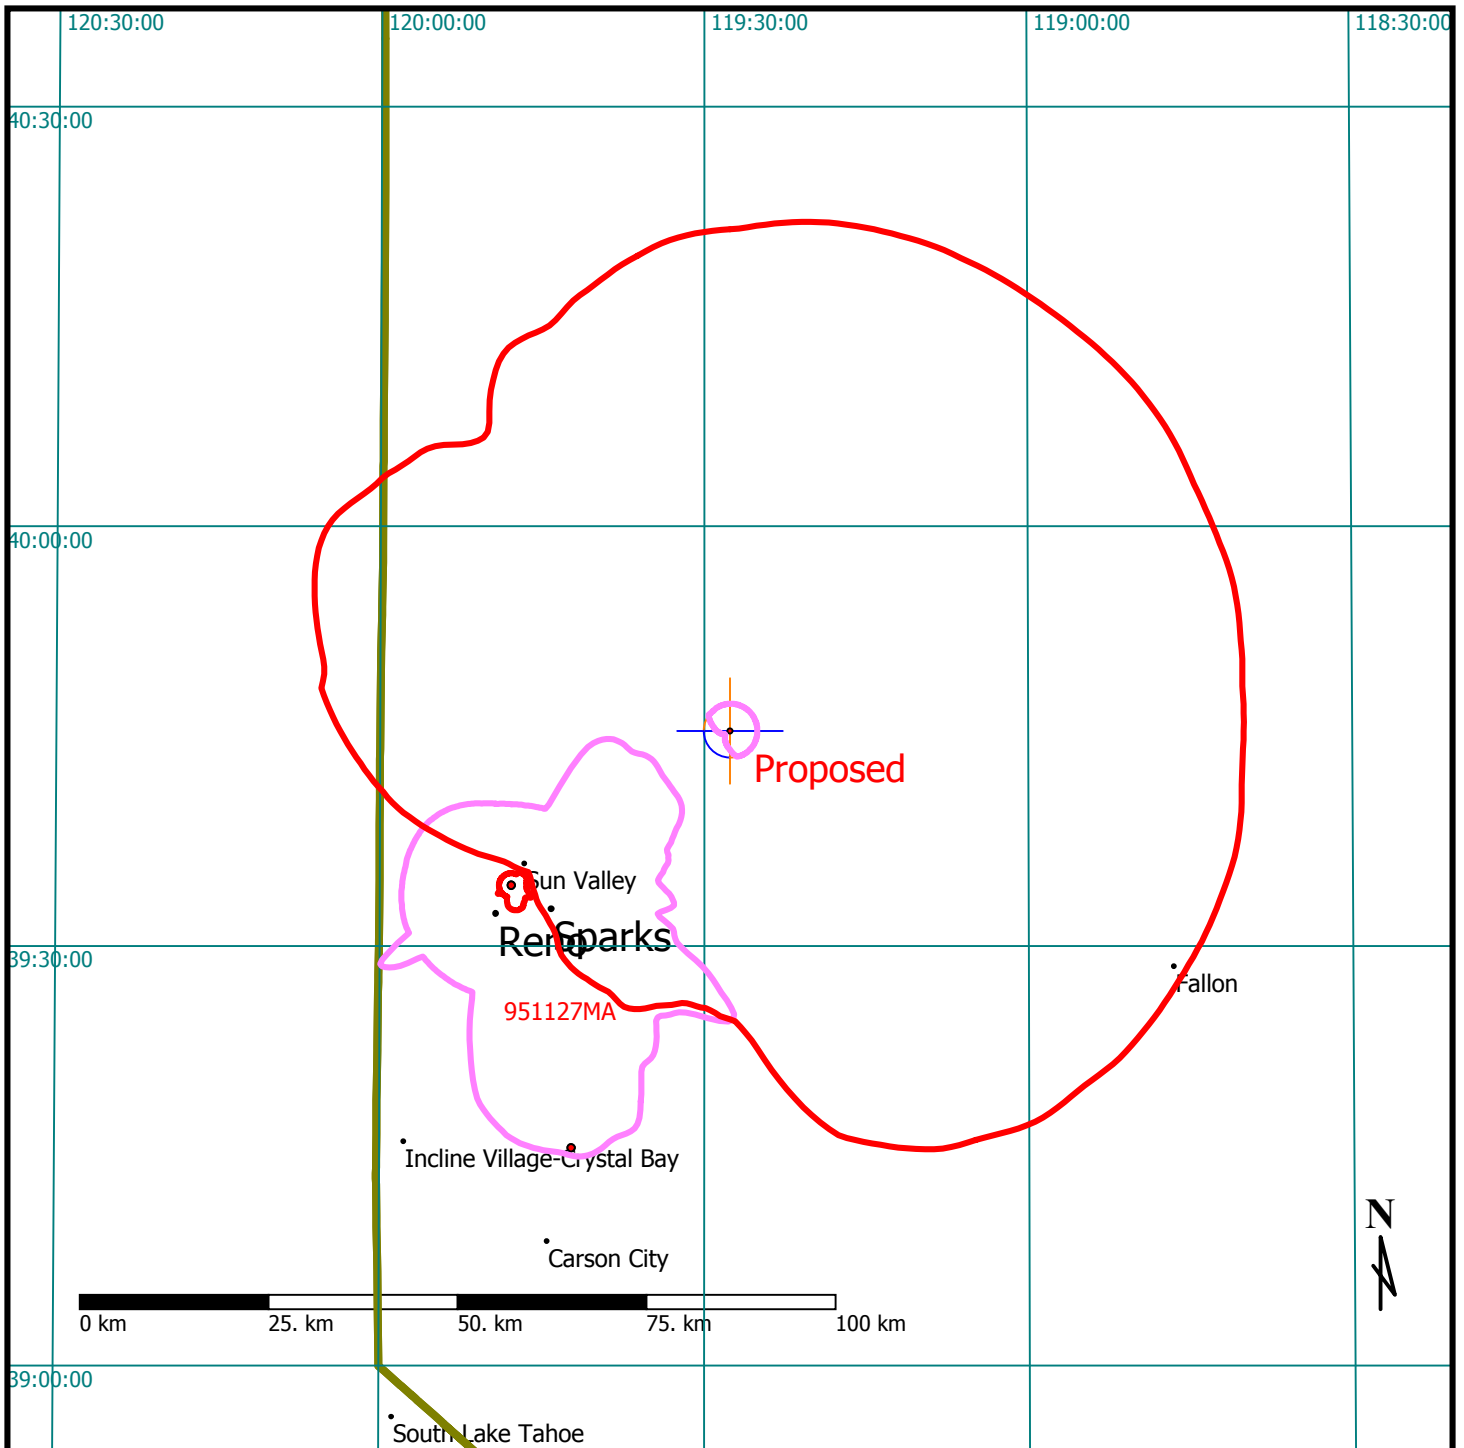 120:30:00 120:00:00 119:30:00 119:00:00 118:30:00
40:30:00
40:00:00
Proposed
Sun Valley
Reno Sparks
39:30:00
Fallon
951127MA
Incline Village-Crystal Bay
N
Carson City
0 km 25. km 50. km 75. km 100 km
39:00:00
South Lake Tahoe